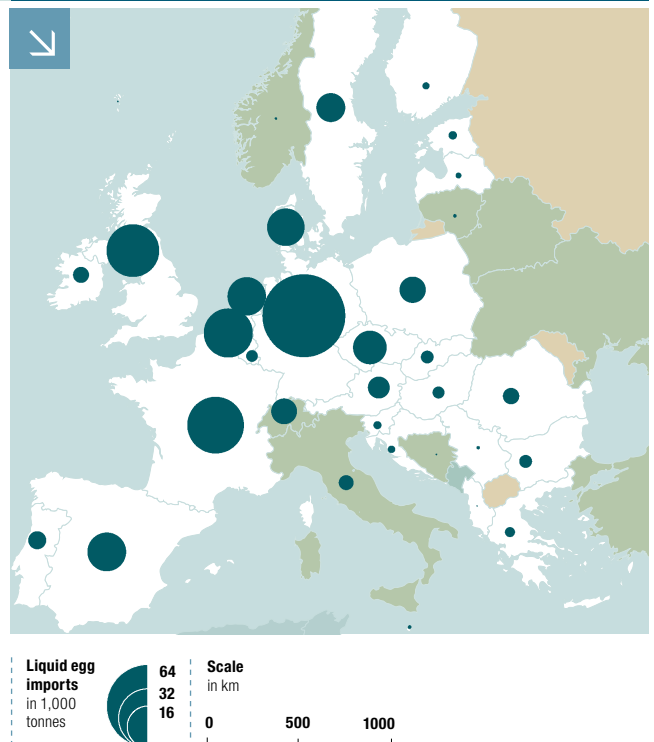 Liquid egg
imports
in 1,000
tonnes
64
32
16
Scale
in km
0 500 1000